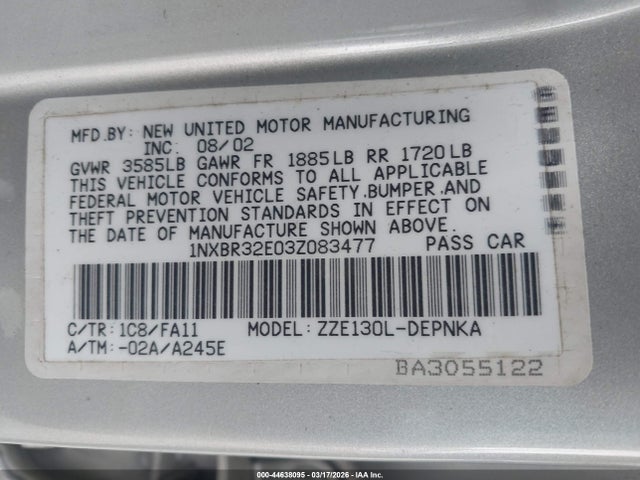 MFD.BY: NEW UNITED MOTOR MANUFACTURING
INC. 08/02
GVWR 3585LB GAWR FR 1885LB RR 1720LB
THIS VEHICLE CONFORMS TO ALL APPLICABLE
FEDERAL MOTOR VEHICLE SAFETY.BUMPER.AND
THEFT PREVENTION STANDARDS IN EFFECT ON
THE DATE OF MANUFACTURE SHOWN ABOVE.
1NXBR32E03Z083477 PASS CAR
C/TR: 1C8/FA11 MODEL: ZZE130L-DEPNKA
A/TM: -02A/A245E
BA3055122
000-44638095 - 03/17/2026 - © IAA Inc.